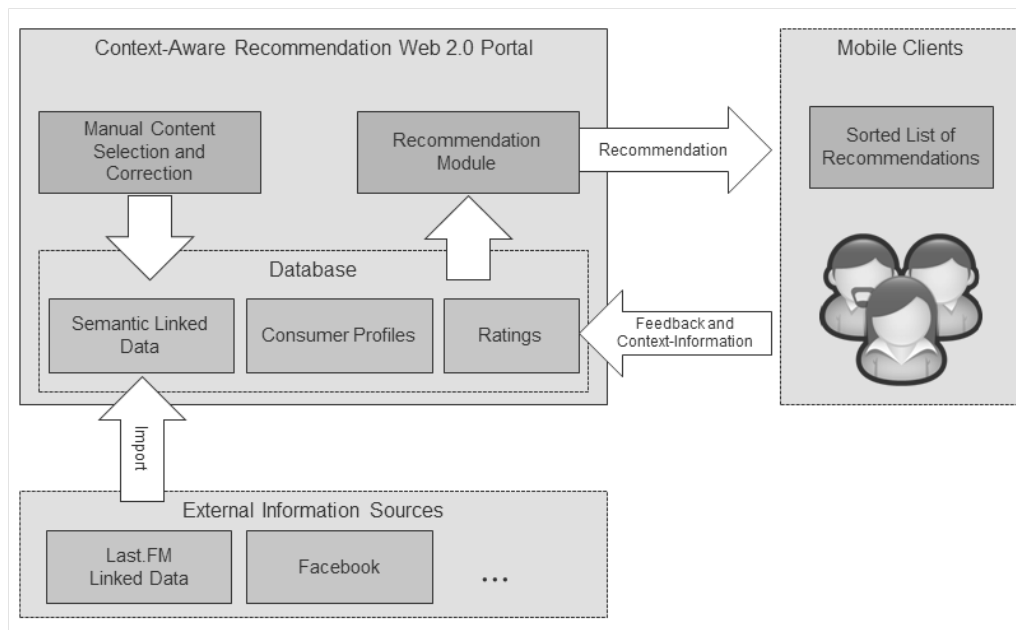 Context-Aware Recommendation Web 2.0 Portal
Mobile Clients
Manual Content
Selection and
Correction
Recommendation
Module
Recommendation
Sorted List of
Recommendations
Database
Semantic Linked
Data
Consumer Profiles
Ratings
Feedback and
Context-Information
Import
External Information Sources
Last.FM
Linked Data
Facebook
...